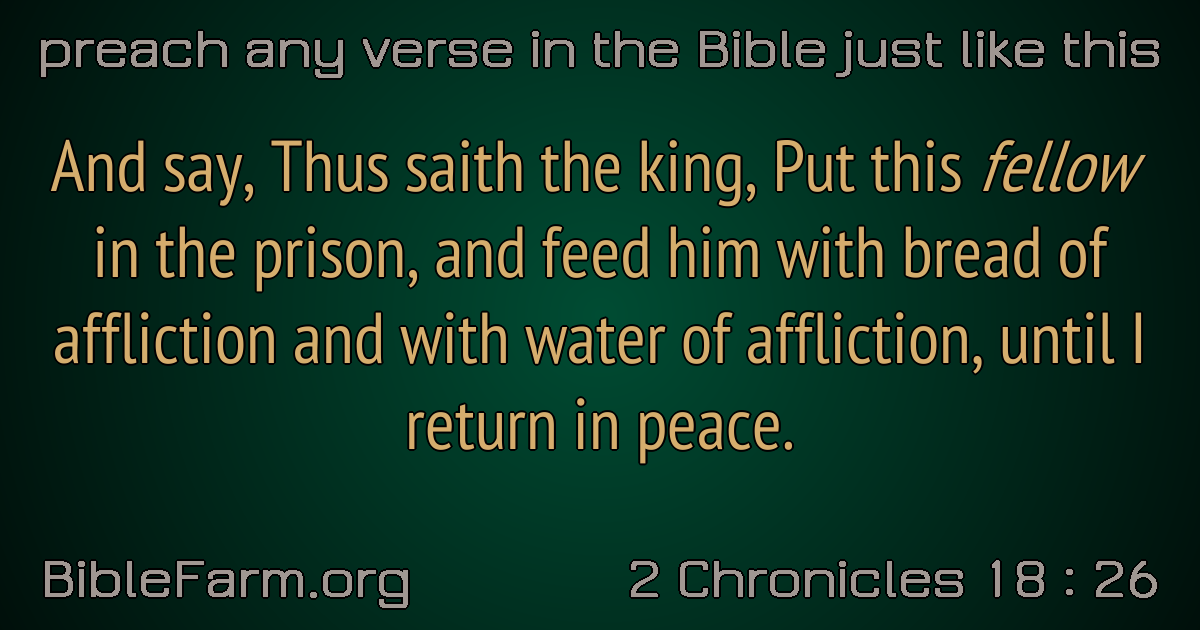 preach any verse in the Bible just like this
And say, Thus saith the king, Put this fellow
in the prison, and feed him with bread of
affliction and with water of affliction, until I
return in peace.
BibleFarm.org
2 Chronicles 18 : 26